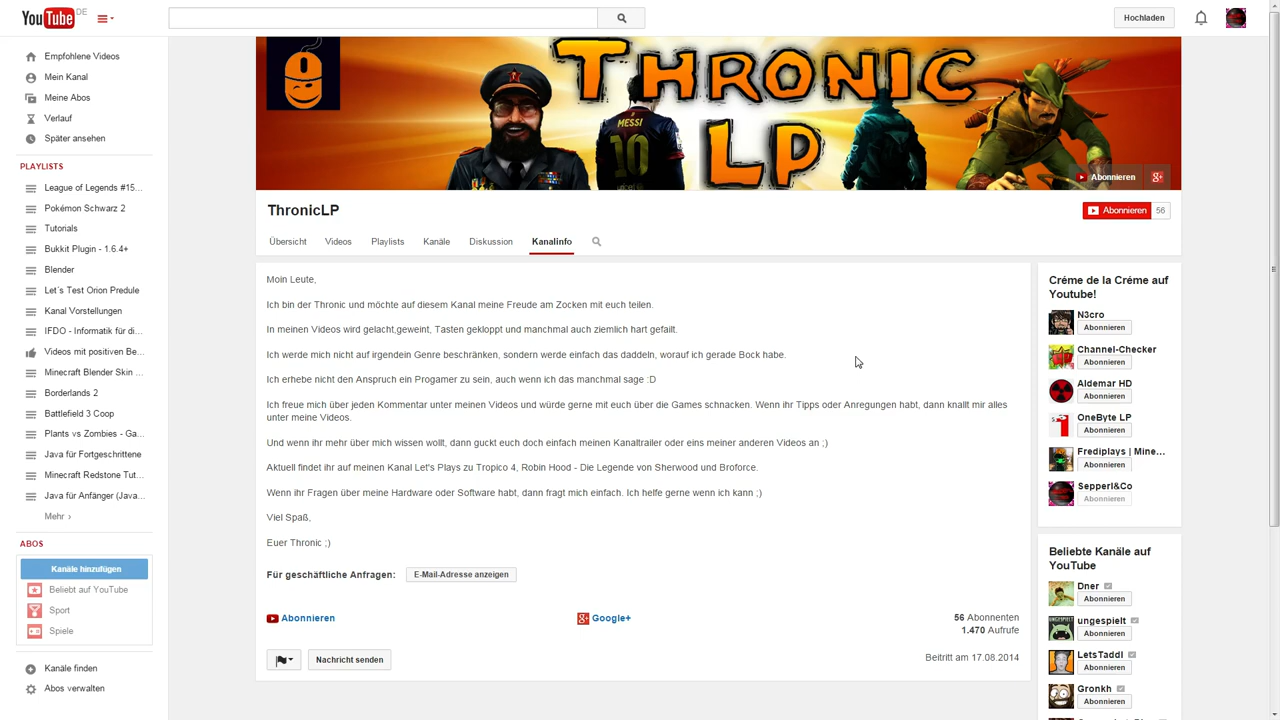 YouTube DE
Hochladen
Empfohlene Videos
Mein Kanal
Meine Abos
Verlauf
Später ansehen
PLAYLISTS
League of Legends #15...
Pokémon Schwarz 2
Tutorials
Bukkit Plugin - 1.6.4+
Blender
Let´s Test Orion Predule
Kanal Vorstellungen
IFDO - Informatik für di...
Videos mit positiven Be...
Minecraft Blender Skin ...
Borderlands 2
Battlefield 3 Coop
Plants vs Zombies - Ga...
Java für Fortgeschrittene
Minecraft Redstone Tut...
Java für Anfänger (Java...
Mehr ›
ABOS
Kanäle hinzufügen
Beliebt auf YouTube
Sport
Spiele
Kanäle finden
Abos verwalten
THRONIC
LP
MESSI
10
Abonnieren
ThronicLP
Abonnieren 56
Übersicht Videos Playlists Kanäle Diskussion Kanalinfo
Moin Leute,
Ich bin der Thronic und möchte auf diesem Kanal meine Freude am Zocken mit euch teilen.
In meinen Videos wird gelacht,geweint, Tasten gekloppt und manchmal auch ziemlich hart gefailt.
Ich werde mich nicht auf irgendein Genre beschränken, sondern werde einfach das daddeln, worauf ich gerade Bock habe.
Ich erhebe nicht den Anspruch ein Progamer zu sein, auch wenn ich das manchmal sage :D
Ich freue mich über jeden Kommentar unter meinen Videos und würde gerne mit euch über die Games schnacken. Wenn ihr Tipps oder Anregungen habt, dann knallt mir alles
unter meine Videos.
Und wenn ihr mehr über mich wissen wollt, dann guckt euch doch einfach meinen Kanaltrailer oder eins meiner anderen Videos an ;)
Aktuell findet ihr auf meinen Kanal Let's Plays zu Tropico 4, Robin Hood - Die Legende von Sherwood und Broforce.
Wenn ihr Fragen über meine Hardware oder Software habt, dann fragt mich einfach. Ich helfe gerne wenn ich kann ;)
Viel Spaß,
Euer Thronic ;)
Für geschäftliche Anfragen: E-Mail-Adresse anzeigen
Abonnieren Google+ 56 Abonnenten
1.470 Aufrufe
Nachricht senden Beitritt am 17.08.2014
Créme de la Créme auf
Youtube!
N3cro
Abonnieren
Channel-Checker
Abonnieren
Aldemar HD
Abonnieren
OneByte LP
Abonnieren
Frediplays | Mine...
Abonnieren
Sepperl&Co
Abonnieren
Beliebte Kanäle auf
YouTube
Dner
Abonnieren
ungespielt
Abonnieren
LetsTaddl
Abonnieren
Gronkh
Abonnieren